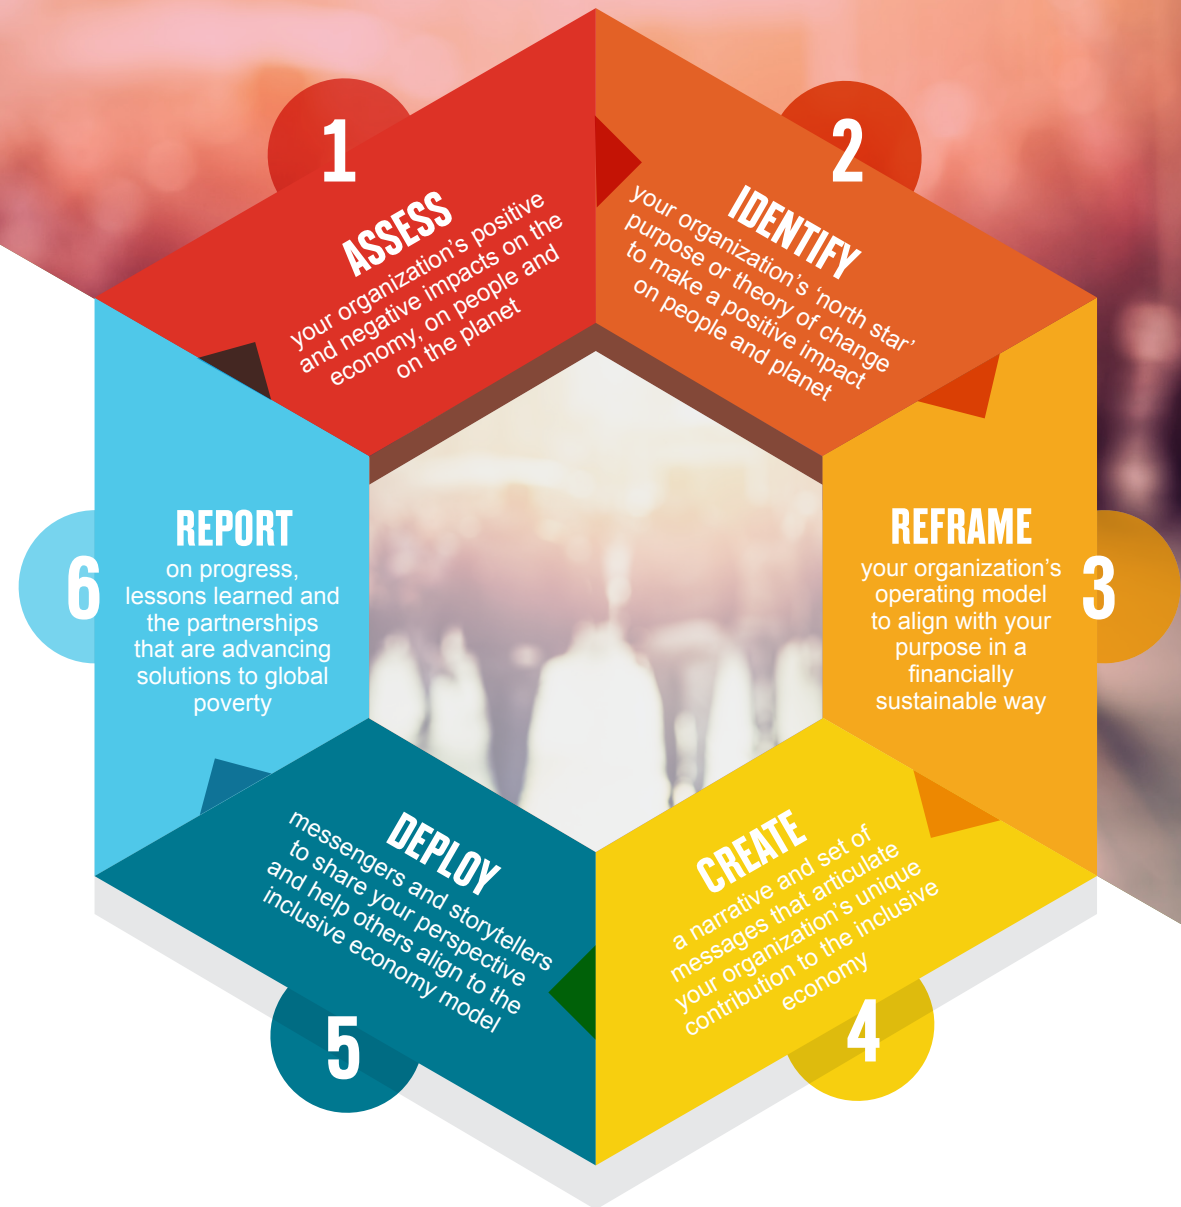 1
ASSESS
your organization's positive
and negative impacts on the
economy, on people and
on the planet
2
IDENTIFY
your organization's ‘north star’
purpose or theory of change
to make a positive impact
on people and planet
3
REFRAME
your organization's
operating model
to align with your
purpose in a
financially
sustainable way
4
CREATE
a narrative and set of
messages that articulate
your organization's unique
contribution to the inclusive
economy
5
DEPLOY
messengers and storytellers
to share your perspective
and help others align to the
inclusive economy model
6
REPORT
on progress,
lessons learned and
the partnerships
that are advancing
solutions to global
poverty